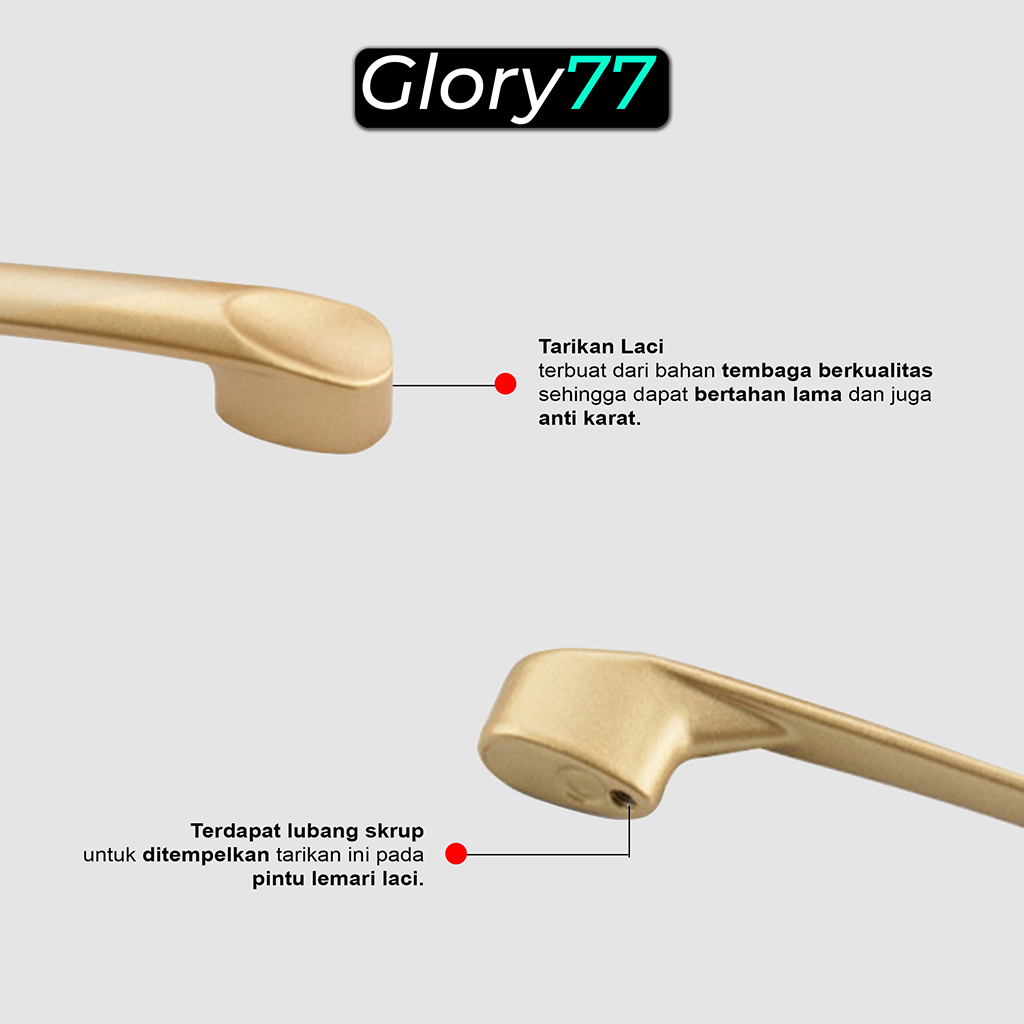 Glory77
Tarikan Laci
terbuat dari bahan tembaga berkualitas
sehingga dapat bertahan lama dan juga
anti karat.
Terdapat lubang skrup
untuk ditempelkan tarikan ini pada
pintu lemari laci.